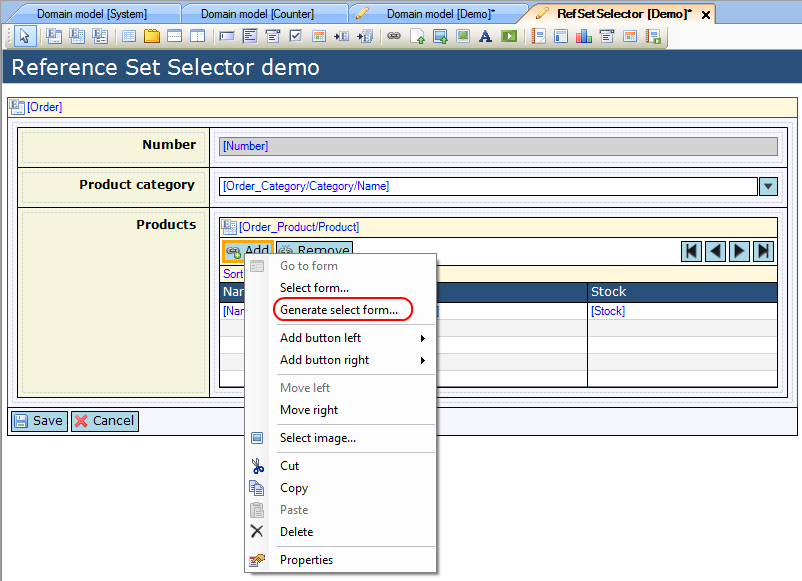 Domain model [System]
Domain model [Counter]
Domain model [Demo]*
RefSetSelector [Demo]*
Reference Set Selector demo
[Order]
Number
[Number]
Product category
[Order_Category/Category/Name]
Products
[Order_Product/Product]
Add
Remove
Sort
Stock
[Stock]
Go to form
Select form...
Generate select form...
Add button left
Add button right
Move left
Move right
Select image...
Cut
Copy
Paste
Delete
Properties
Save
Cancel